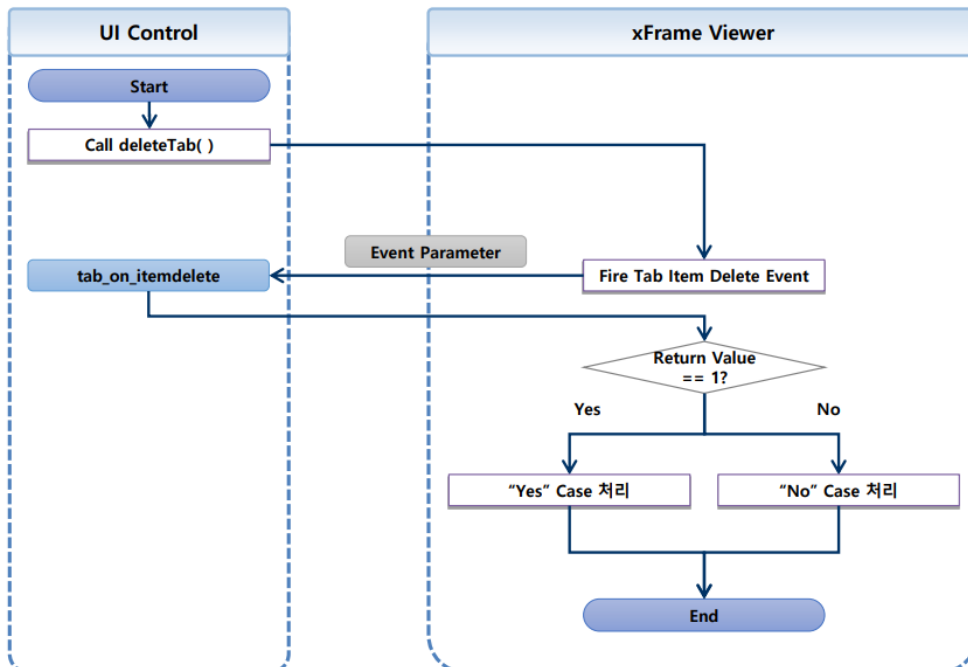 UI Control
xFrame Viewer
Start
Call deleteTab( )
Event Parameter
tab_on_itemdelete
Fire Tab Item Delete Event
Return Value
== 1?
Yes
No
“Yes” Case 처리
“No” Case 처리
End